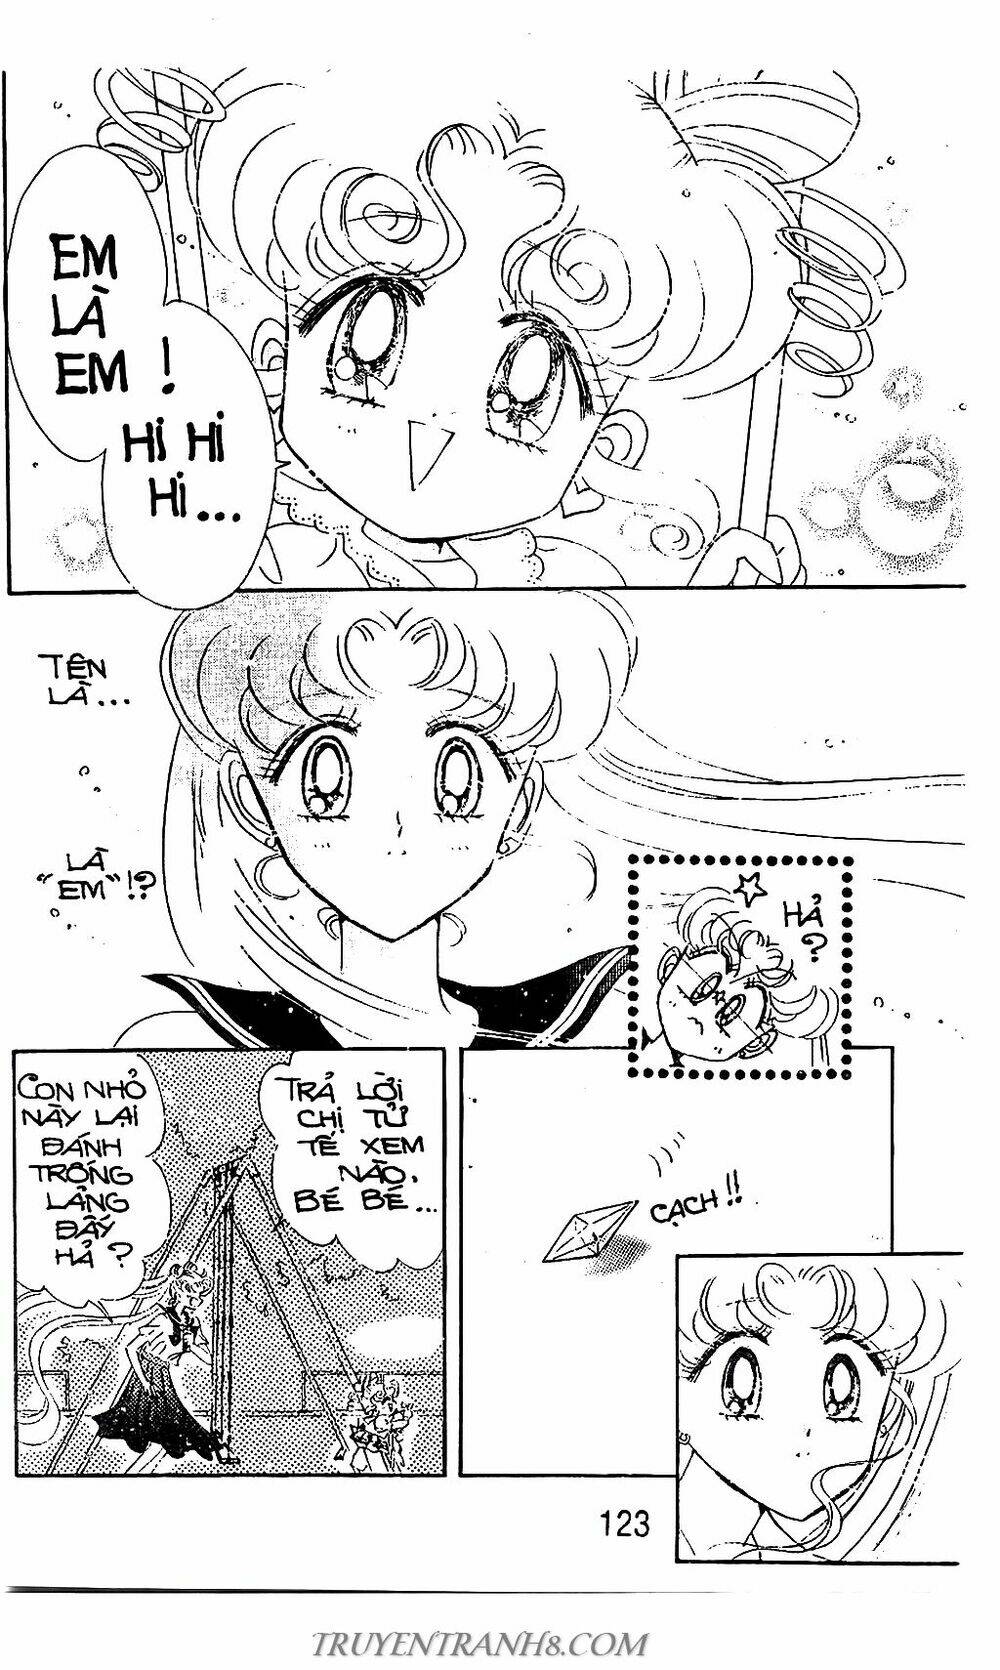 EM
LÀ
EM !
HI HI
HI...
TÊN
LÀ...
LÀ
"EM"!?
HẢ
?
CON NHỎ
NÀY LẠI
ĐÁNH
TRỐNG
LẢNG
ĐẤY
HẢ ?
TRẢ LỜI
CHỊ TỬ
TẾ XEM
NÀO,
BÉ BÉ...
CẠCH!!
123
TRUYENTRANH8.COM